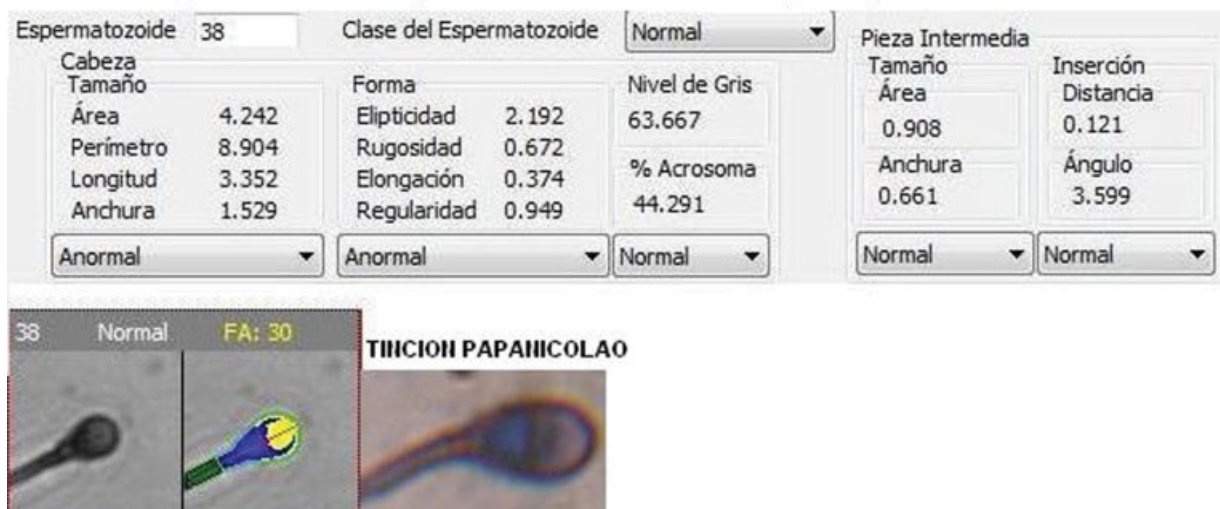 Espermatozoide 38 Clase del Espermatozoide Normal
Cabeza
Tamaño
Área 4.242
Perímetro 8.904
Longitud 3.352
Anchura 1.529
Anormal
Forma
Elipticidad 2.192
Rugosidad 0.672
Elongación 0.374
Regularidad 0.949
Anormal
Nivel de Gris
63.667
% Acrosoma
44.291
Normal
Pieza Intermedia
Tamaño
Área
0.908
Anchura
0.661
Normal
Inserción
Distancia
0.121
Ángulo
3.599
Normal
38 Normal FA: 30
TINCION PAPANICOLAO